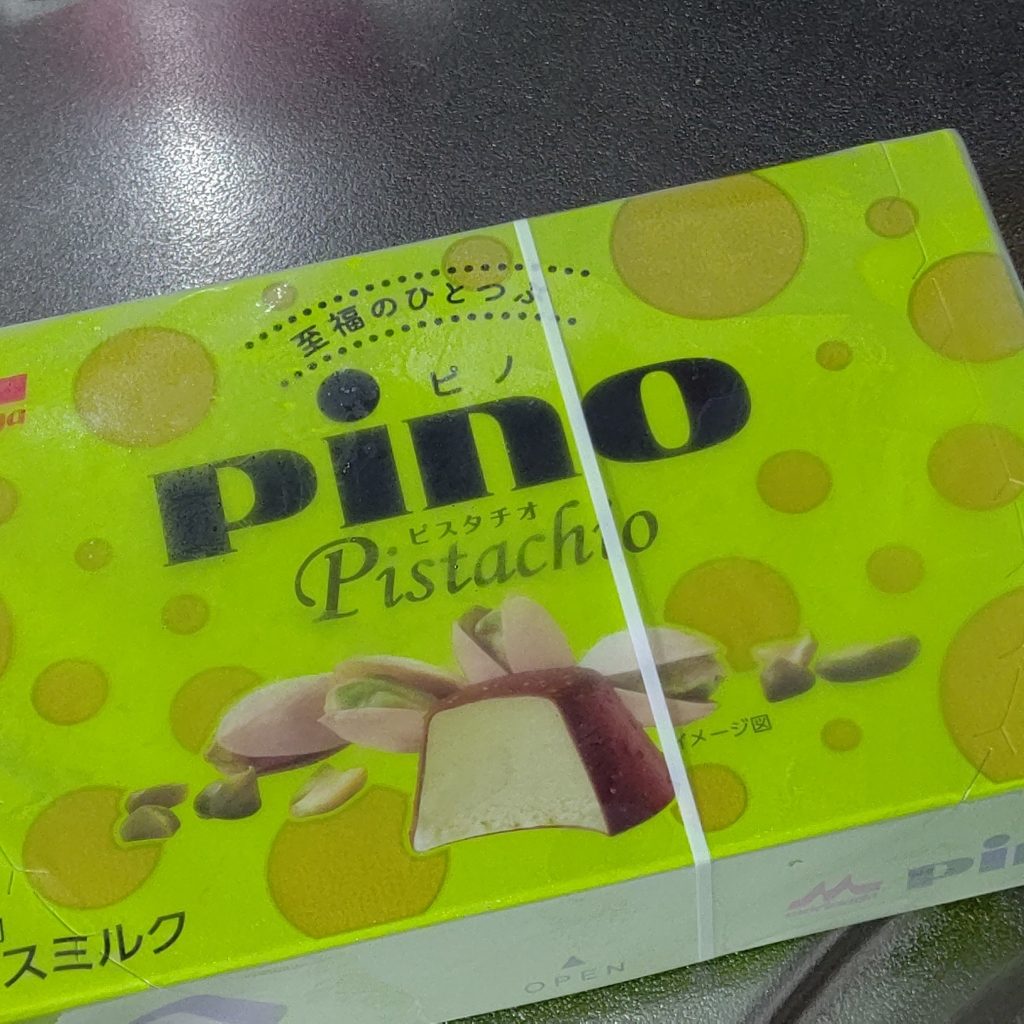 至福のひとつぶ
ピノ
pino
ピスタチオ
Pistachio
イメージ図
スミルク
OPEN